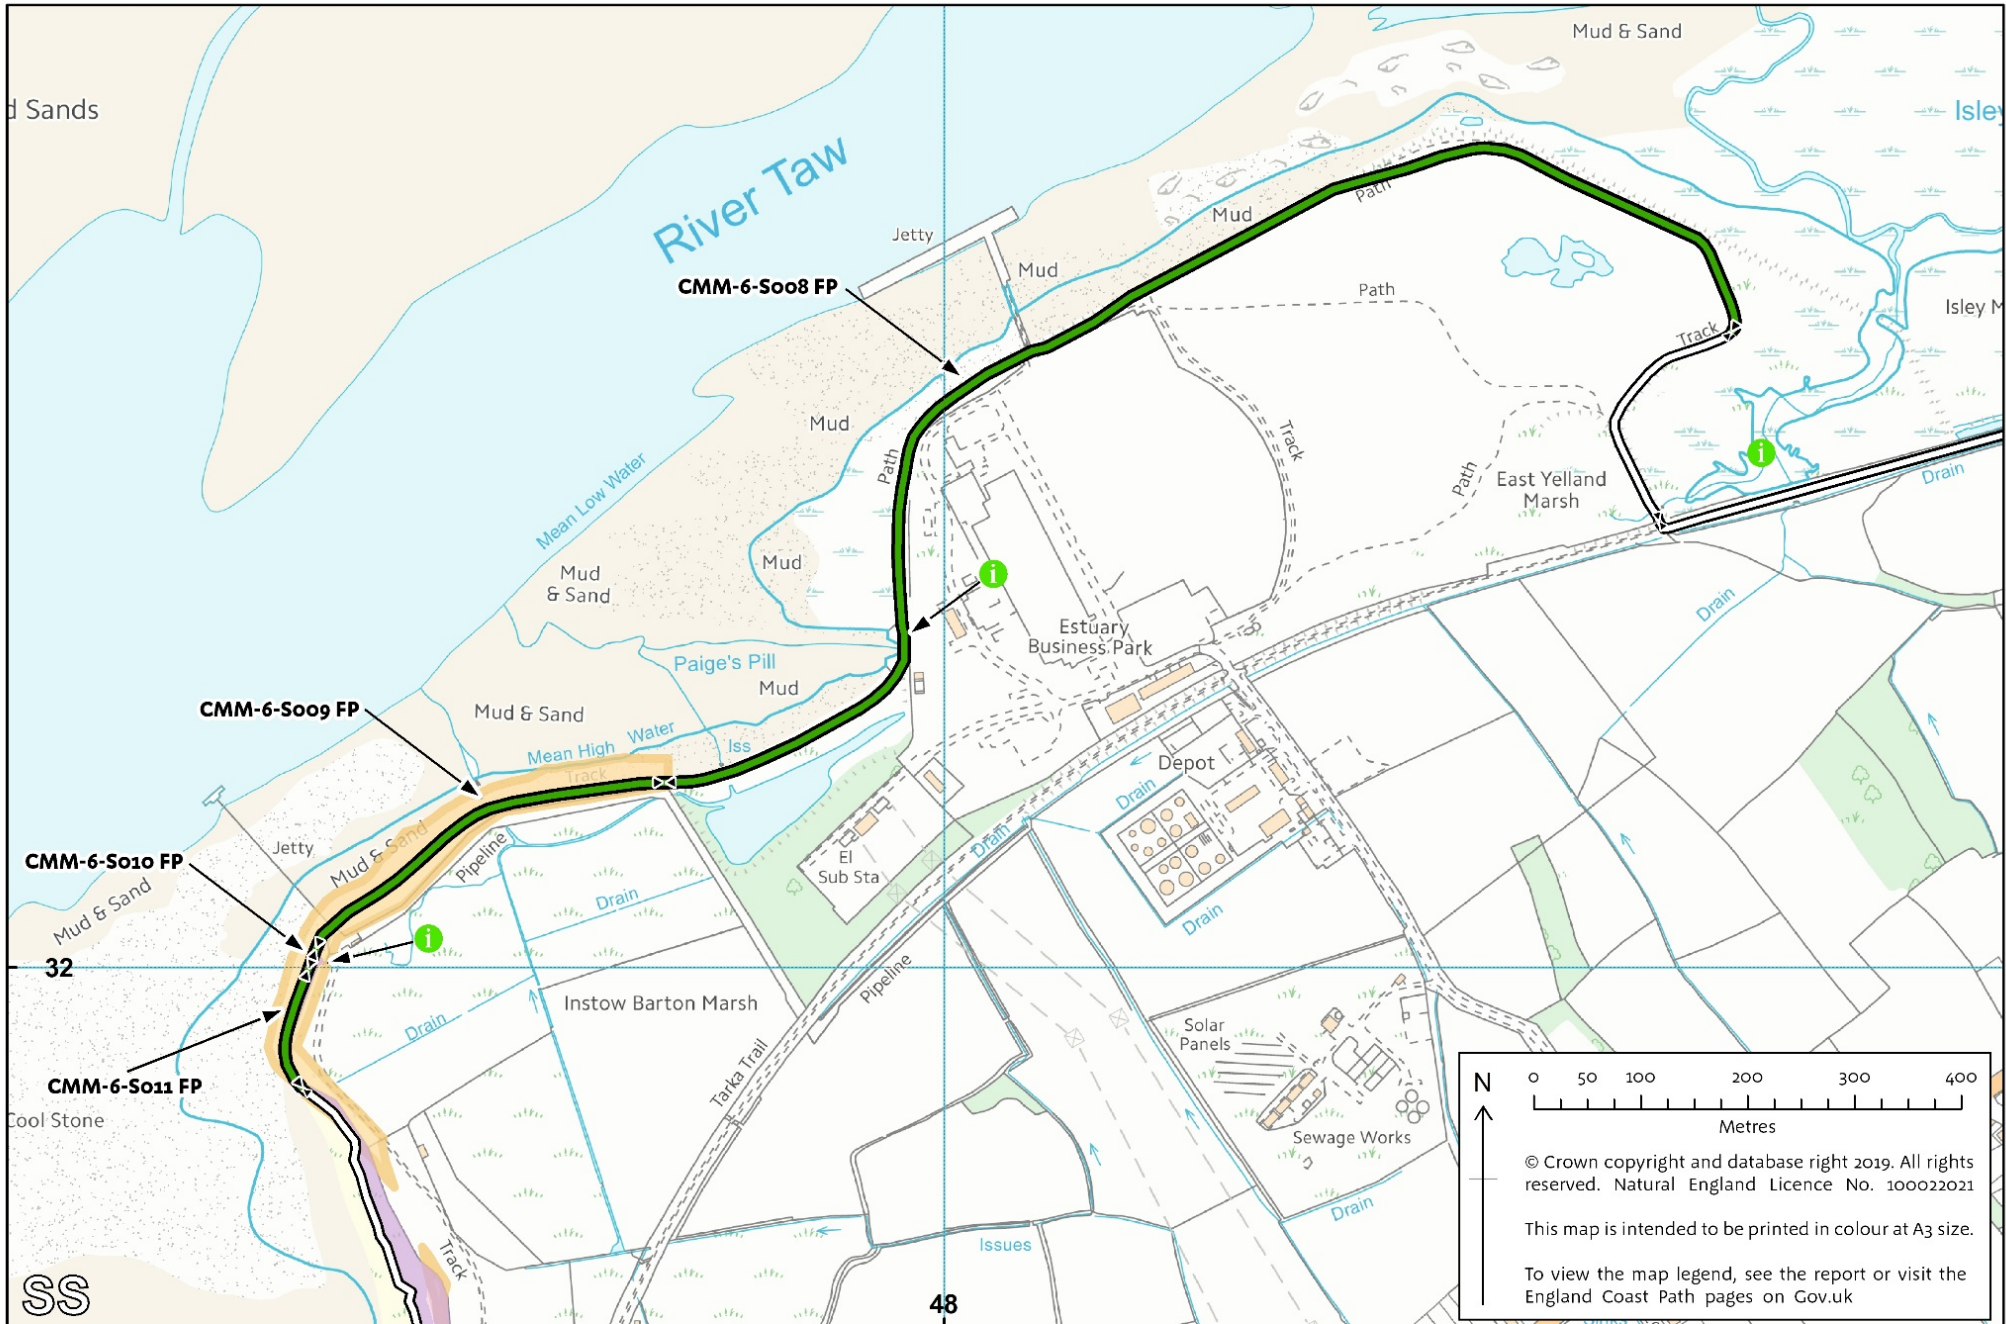 Mud & Sand
d Sands
Isley
River Taw
Path
Mud
Jetty
Mud
CMM-6-S008 FP
Path
Isley M
Track
Mud
Track
Path
Path
Mean Low Water
East Yelland
Marsh
Drain
Mud
Mud
& Sand
Drain
Estuary
Business Park
Paige's Pill
Mud
CMM-6-S009 FP
Mud & Sand
Mean High Water
Iss
Track
Depot
Drain
Jetty
Mud & Sand
Pipeline
Drain
CMM-6-S010 FP
El
Sub Sta
Drain
Mud & Sand
Drain
32
Pipeline
Instow Barton Marsh
Drain
Solar
Panels
Tarka Trail
CMM-6-S011 FP
Cool Stone
Sewage Works
Drain
Issues
Track
SS
48
N
0 50 100 200 300 400
Metres
© Crown copyright and database right 2019. All rights
reserved. Natural England Licence No. 100022021
This map is intended to be printed in colour at A3 size.
To view the map legend, see the report or visit the
England Coast Path pages on Gov.uk
i
i
i